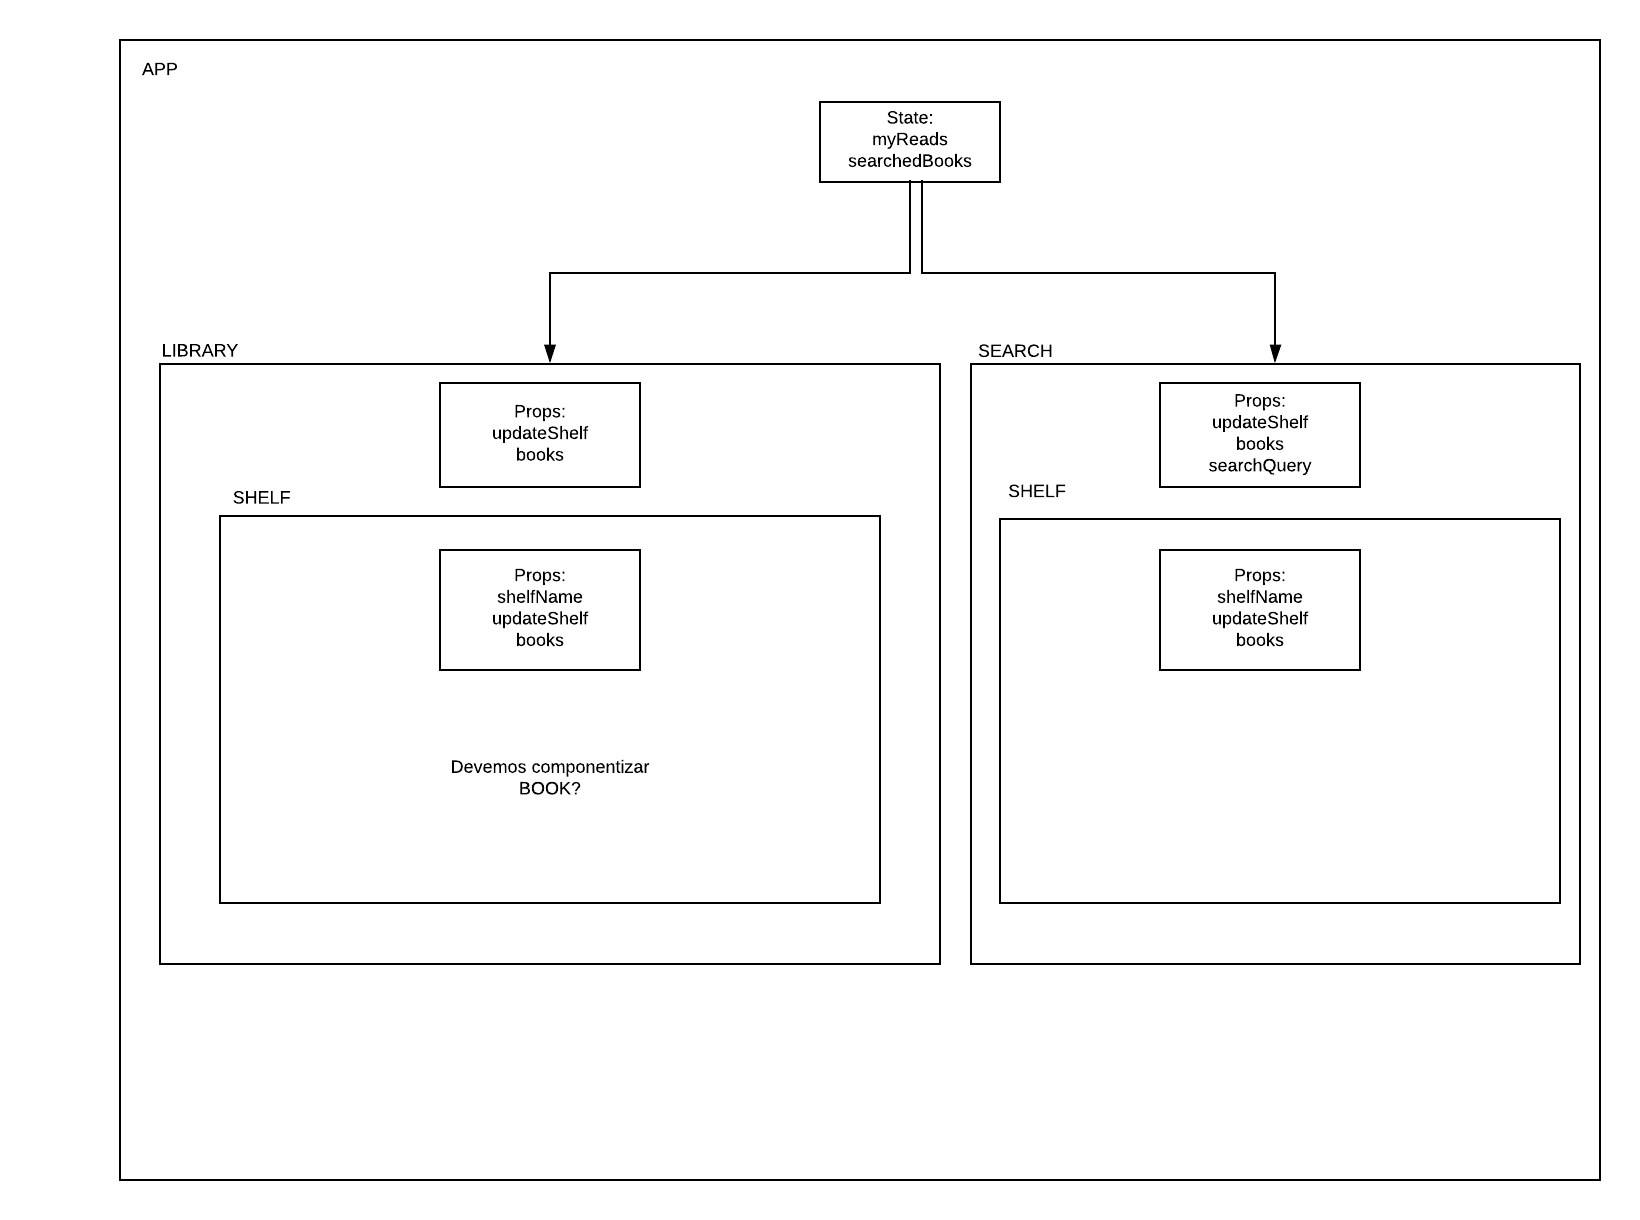 APP
State:
myReads
searchedBooks
LIBRARY
Props:
updateShelf
books
SHELF
Props:
shelfName
updateShelf
books
Devemos componentizar
BOOK?
SEARCH
Props:
updateShelf
books
searchQuery
SHELF
Props:
shelfName
updateShelf
books